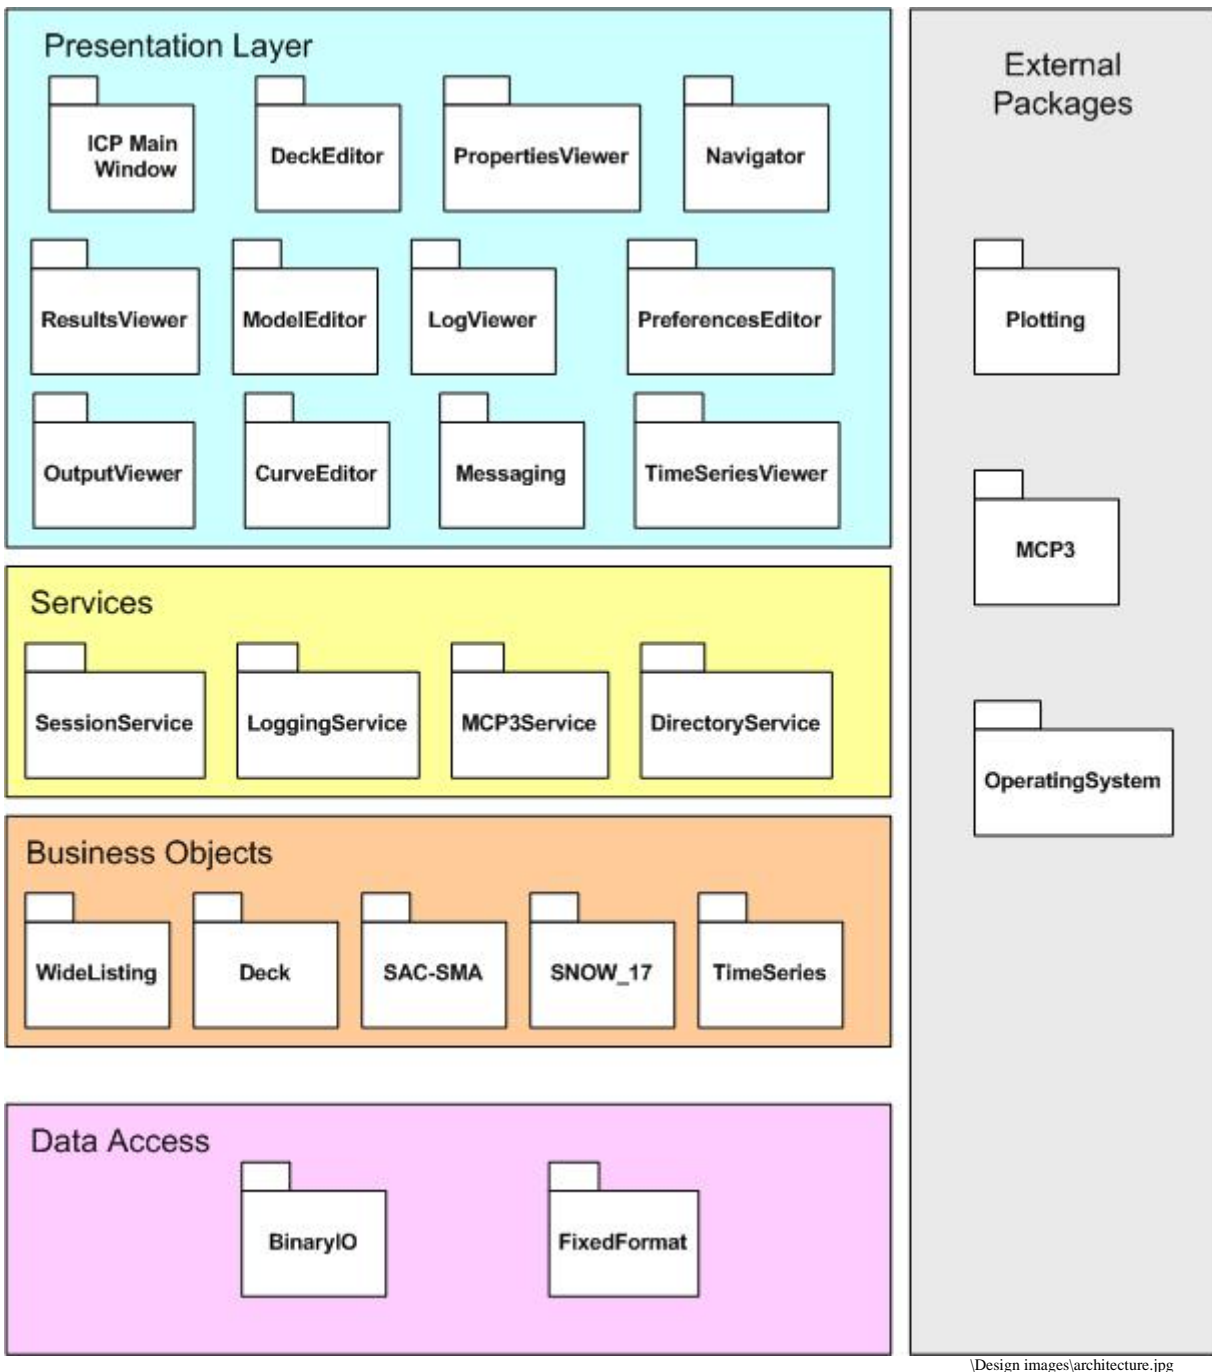 Presentation Layer
ICP Main
Window
DeckEditor
PropertiesViewer
Navigator
ResultsViewer
ModelEditor
LogViewer
PreferencesEditor
OutputViewer
CurveEditor
Messaging
TimeSeriesViewer
Services
SessionService
LoggingService
MCP3Service
DirectoryService
Business Objects
WideListing
Deck
SAC-SMA
SNOW_17
TimeSeries
Data Access
BinaryIO
FixedFormat
External
Packages
Plotting
MCP3
OperatingSystem
\Design images\architecture.jpg